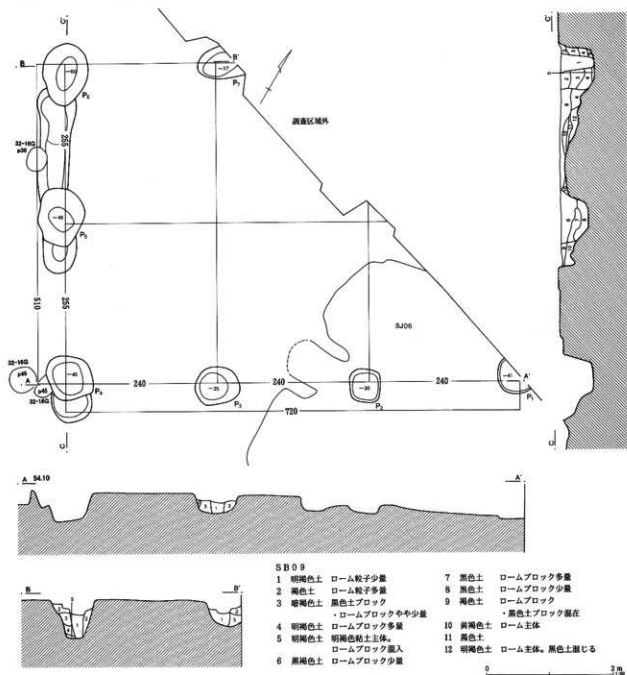 C'
B
B'
-60
P6
-37
P7
調査区域外
32-16G
p36
255
-49
P5
510
255
SJ06
32-16G
p46
A
p45
32-16G
-45
P4
240
-25
P3
240
-30
P2
240
-41
A'
P1
720
C
C'
C
A 54.10
A'
B
B'
SB09
1 明褐色土 ローム粒子少量
2 褐色土 ローム粒子多量
3 暗褐色土 黒色土ブロック
・ロームブロックやや少量
4 明褐色土 ロームブロック多量
5 明褐色土 明褐色粘土主体。
ロームブロック混入
6 黒褐色土 ロームブロック少量
7 黒色土 ロームブロック多量
8 黒色土 ロームブロック少量
9 褐色土 ロームブロック
・黒色土ブロック混在
10 黄褐色土 ローム主体
11 黒色土
12 明褐色土 ローム主体。黒色土混じる
0 2m